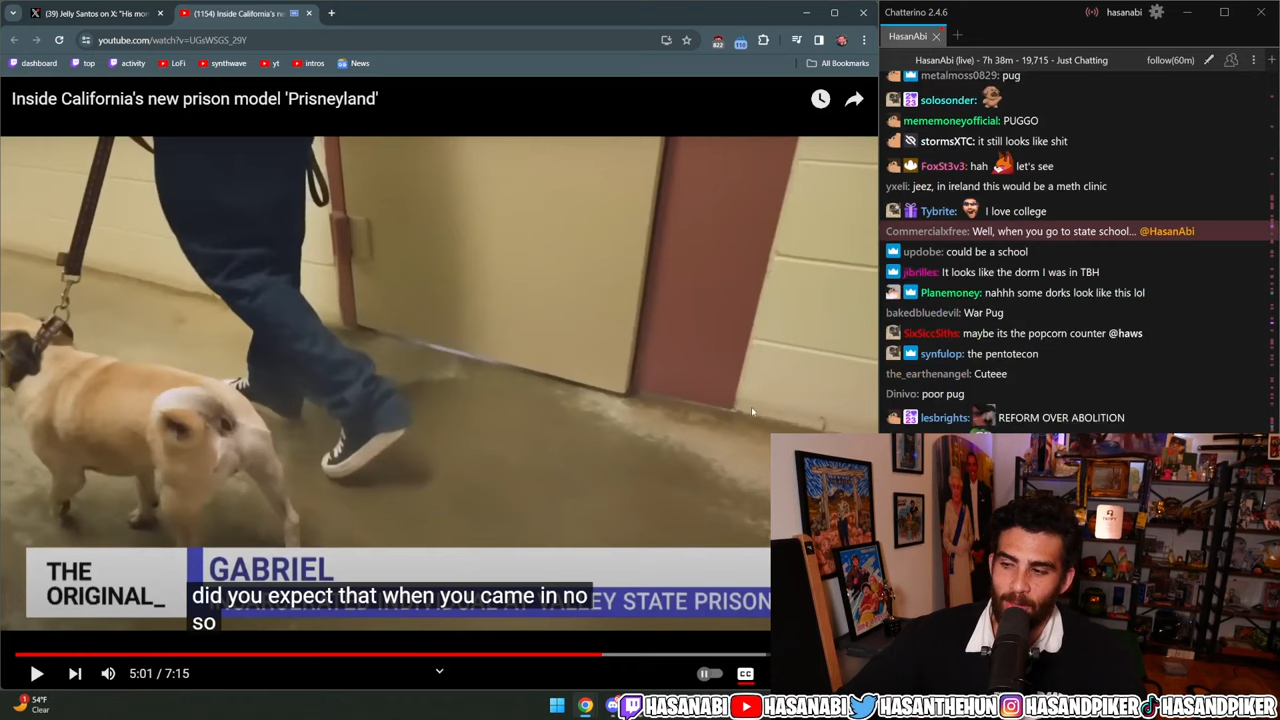 (39) Jelly Santos on X: "His mor
(1154) Inside California's ne
Chatterino 2.4.6
hasanabi
youtube.com/watch?v=UGsWSGS_29Y
822
110
HasanAbi
dashboard
top
activity
LoFi
synthwave
yt
intros
News
All Bookmarks
HasanAbi (live) - 7h 38m - 19,715 - Just Chatting
follow(60m)
Inside California's new prison model 'Prisneyland'
metalmoss0829: pug
solosonder:
mememoneyofficial: PUGGO
stormsXTC: it still looks like shit
FoxSt3v3: hah let's see
yxeli: jeez, in ireland this would be a meth clinic
Tybrite: I love college
Commercialxfree: Well, when you go to state school... @HasanAbi
updobe: could be a school
jibrilles: It looks like the dorm I was in TBH
Planemoney: nahhh some dorks look like this lol
bakedbluedevil: War Pug
SixSiccSiths: maybe its the popcorn counter @haws
synfulop: the pentotecon
the_earthenangel: Cuteee
Dinivo: poor pug
lesbrights: REFORM OVER ABOLITION
THE
ORIGINAL_
GABRIEL
did you expect that when you came in no
so
VALLEY STATE PRISON
5:01 / 7:15
CC
1
54°F
Clear
HASANABI
HASANABI
HASANTHEHUN
HASANDPIKER
HASANDPIKER